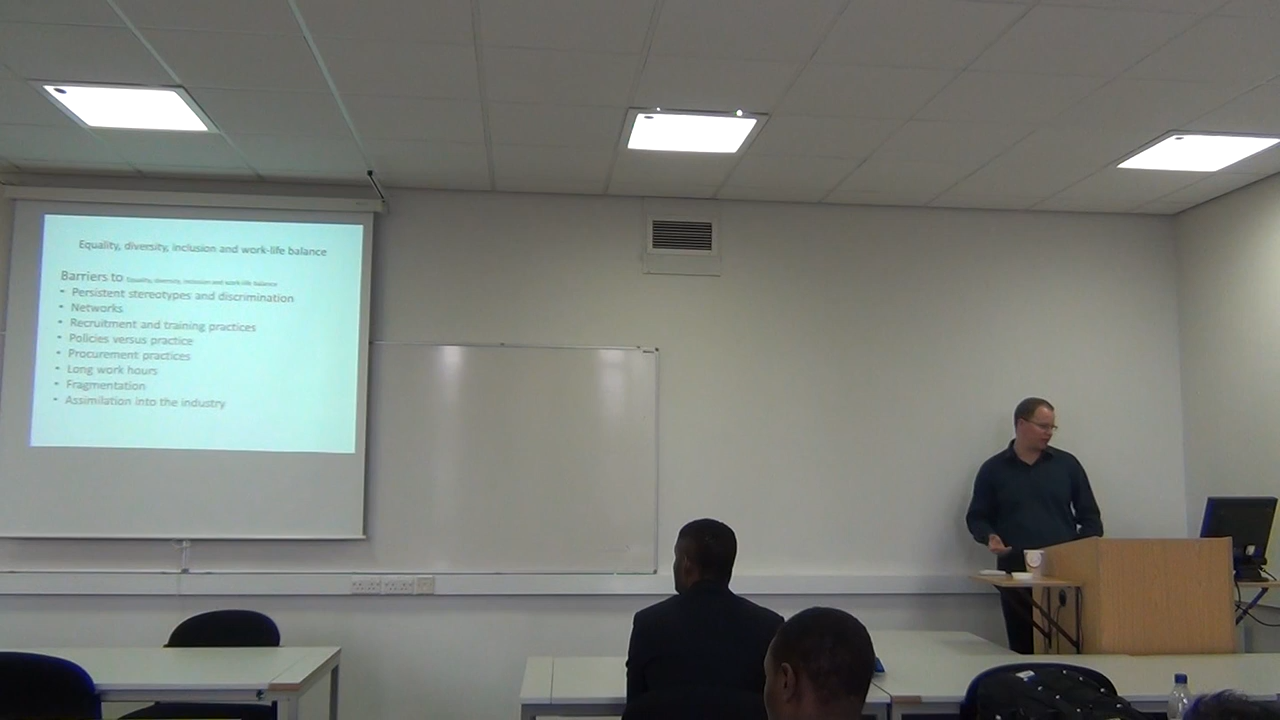 Equality, diversity, inclusion and work-life balance
Barriers to Equality, diversity, inclusion and work-life balance
• Persistent stereotypes and discrimination
• Networks
• Recruitment and training practices
• Policies versus practice
• Procurement practices
• Long work hours
• Fragmentation
• Assimilation into the industry